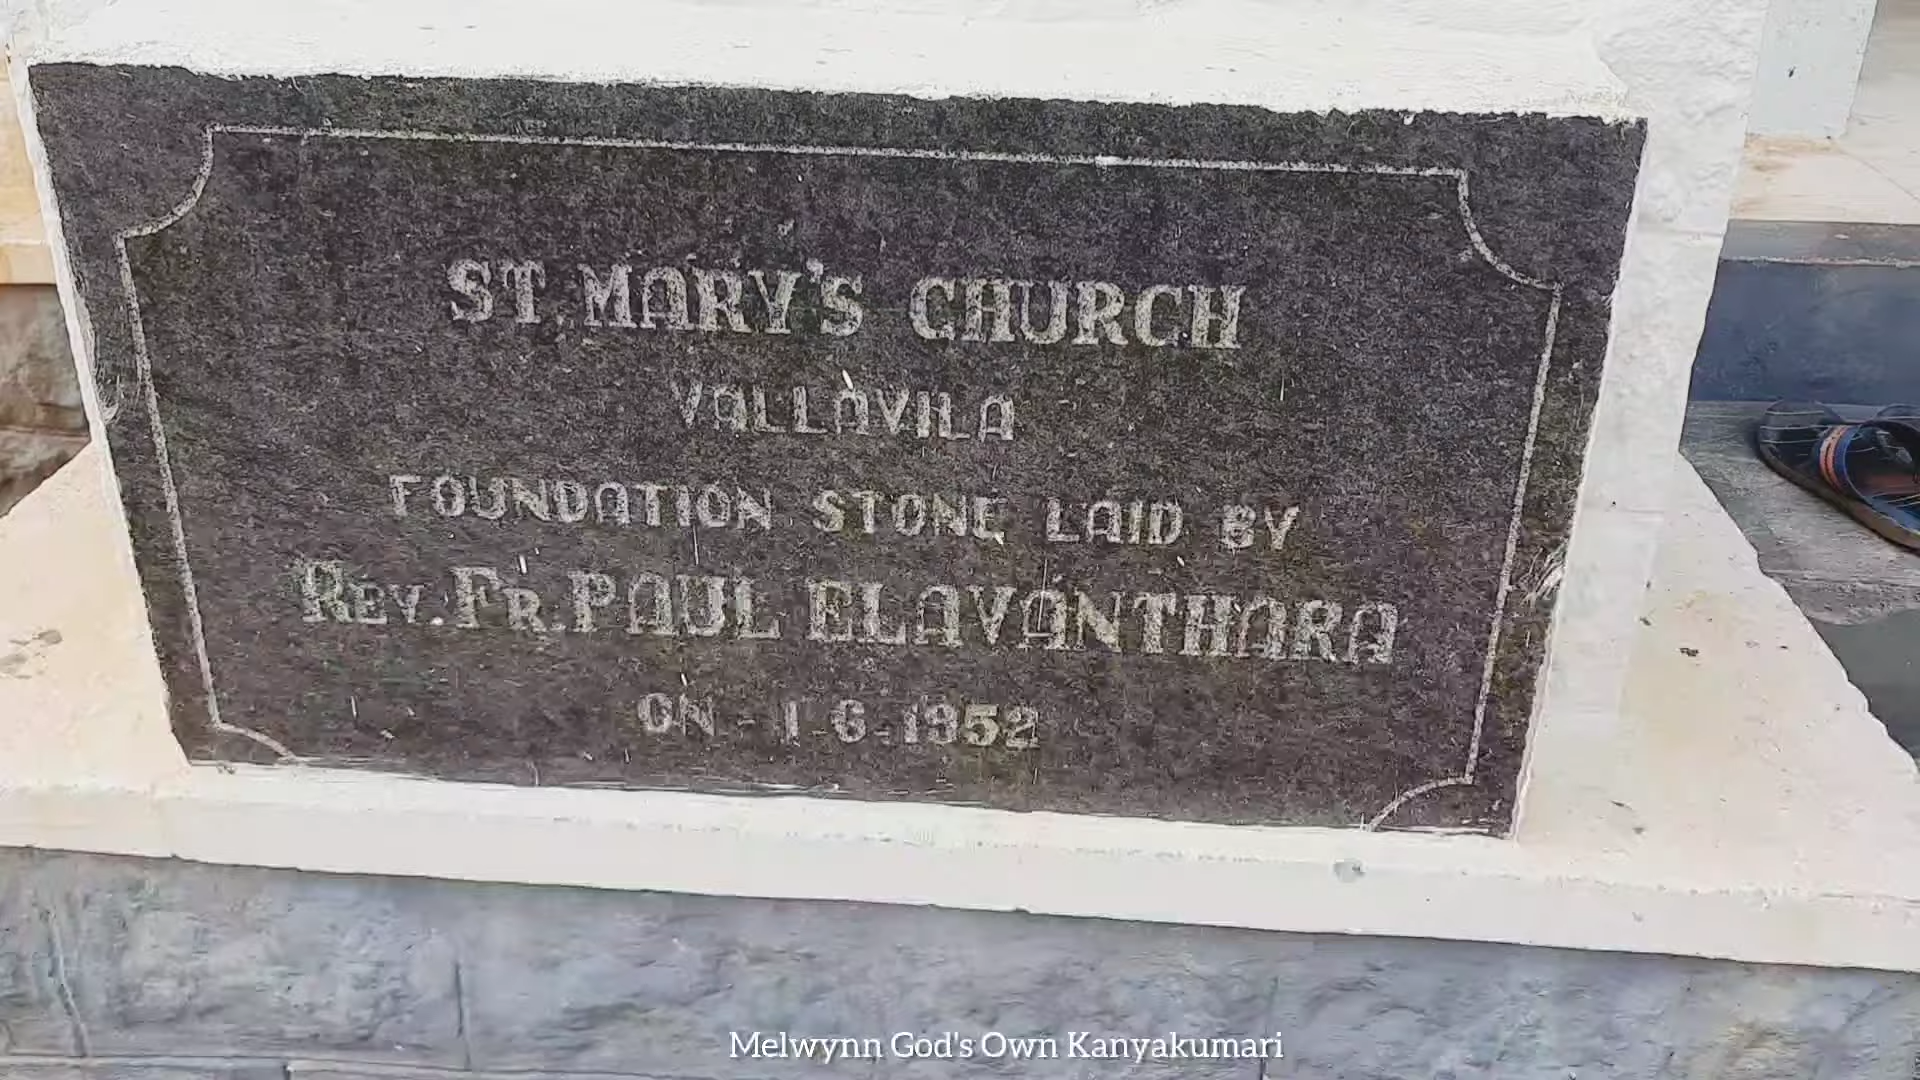 ST. MARY'S CHURCH
VALLAVILA
FOUNDATION STONE LAID BY
REV. FR. PAUL ELAVANTHARA
ON - 1.6.1952
Melwynn God's Own Kanyakumari